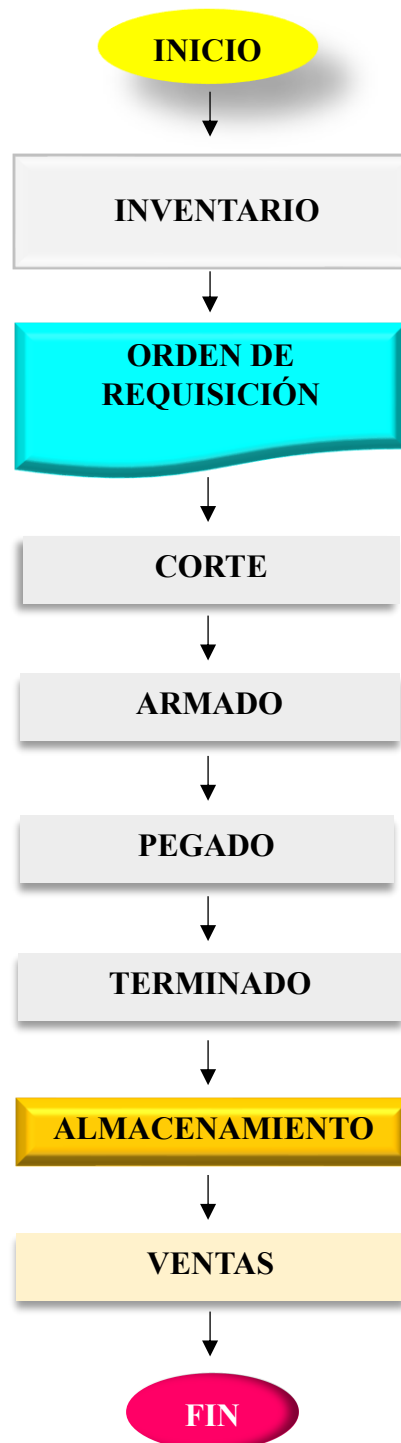 INICIO
INVENTARIO
ORDEN DE
REQUISICIÓN
CORTE
ARMADO
PEGADO
TERMINADO
ALMACENAMIENTO
VENTAS
FIN